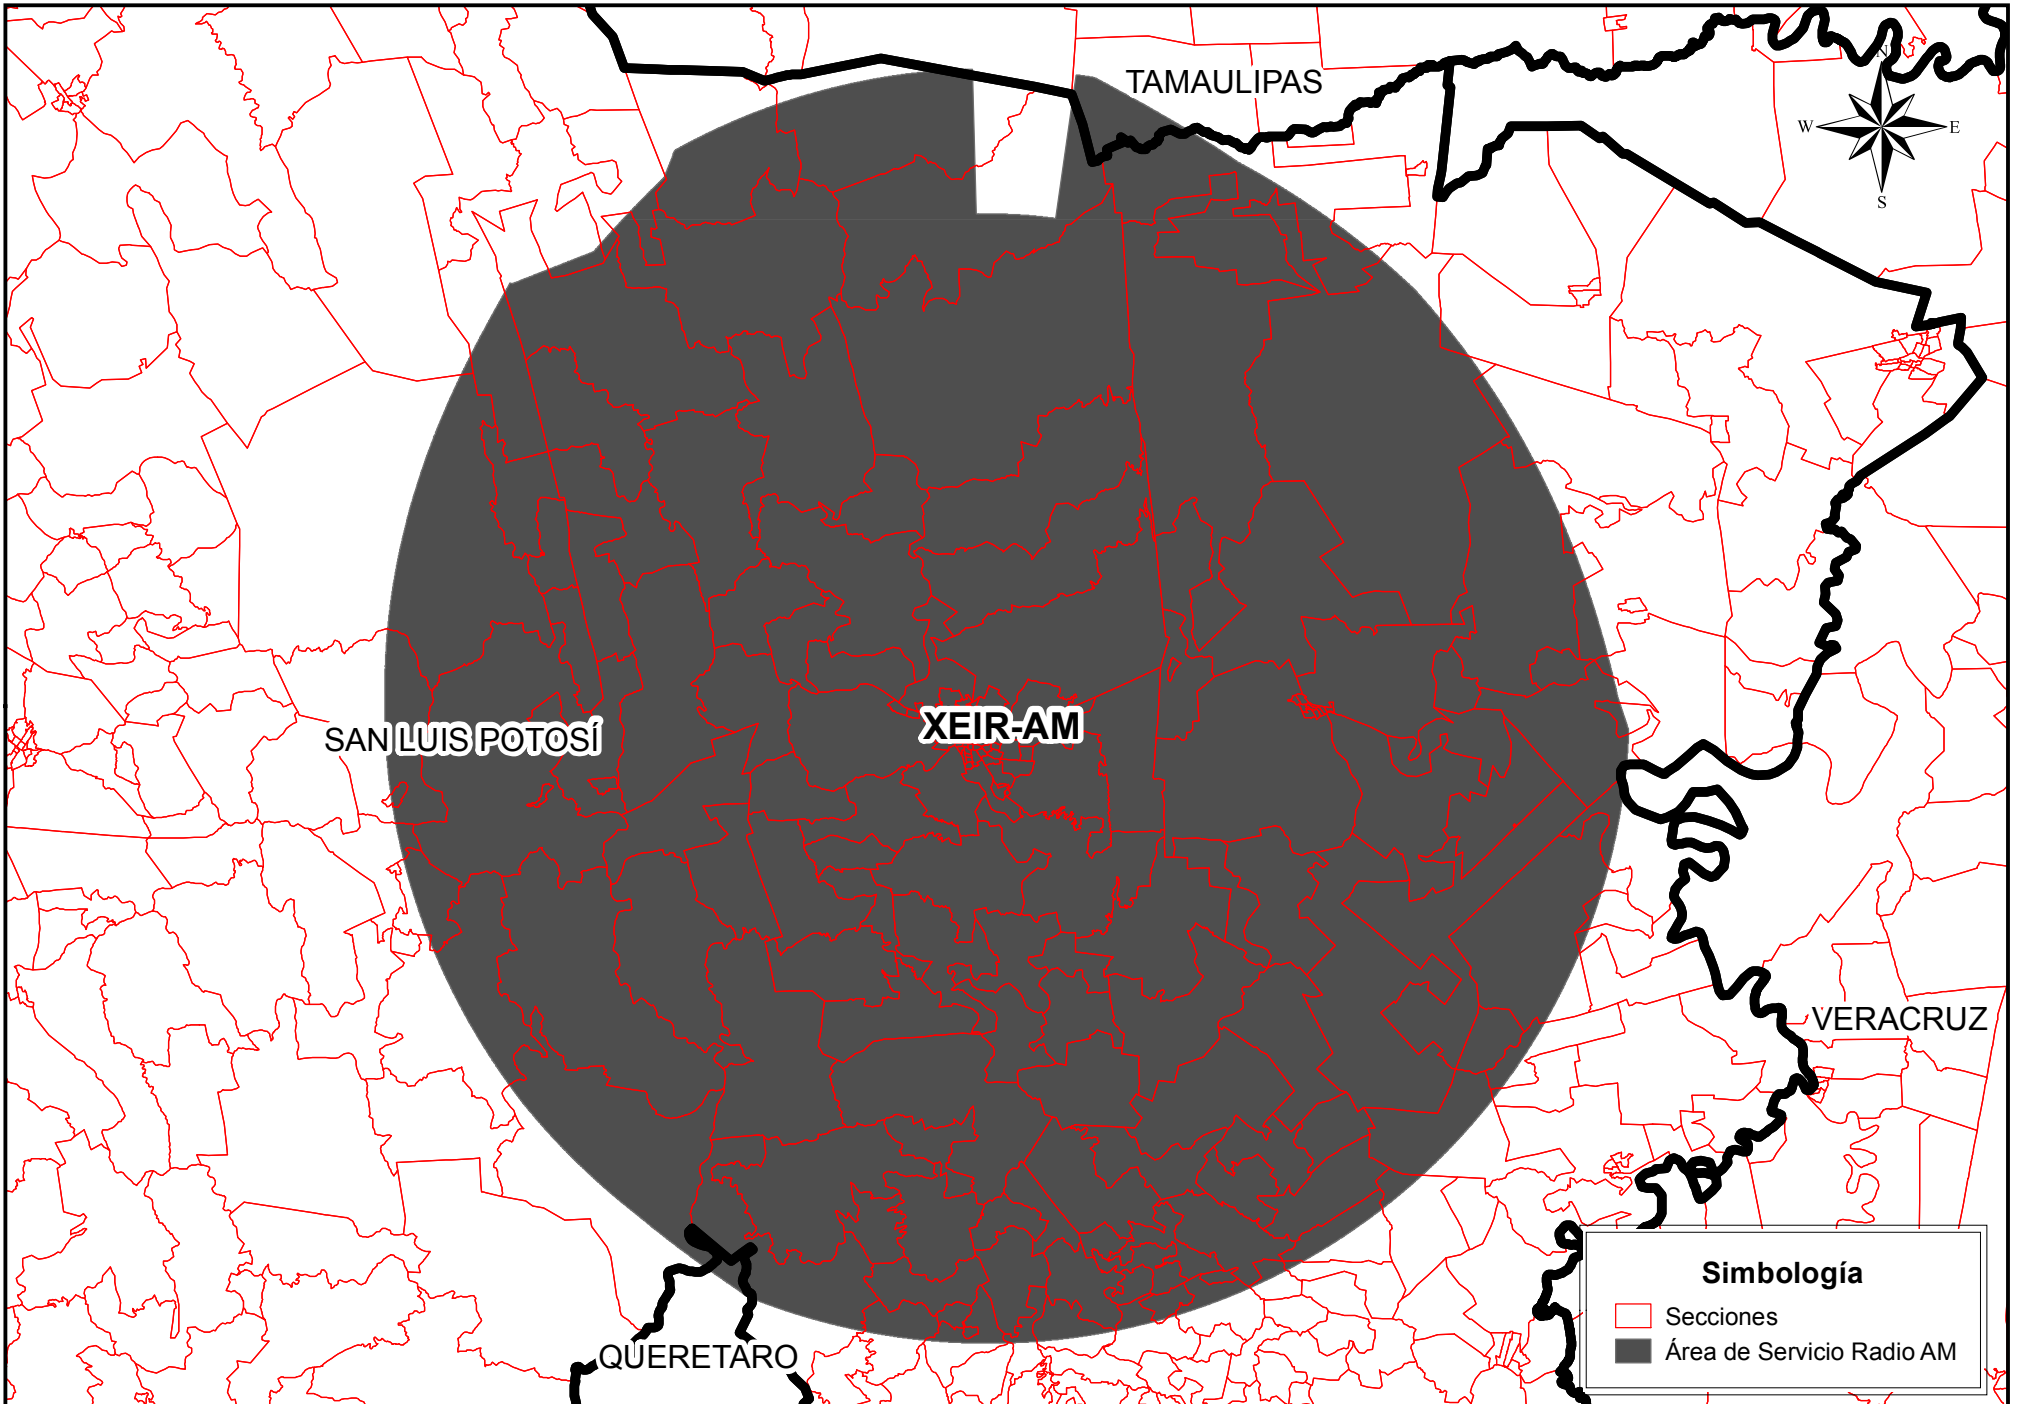 TAMAULIPAS
N
W
E
S
XEIR-AM
SAN LUIS POTOSÍ
VERACRUZ
QUERETARO
Simbología
Secciones
Área de Servicio Radio AM